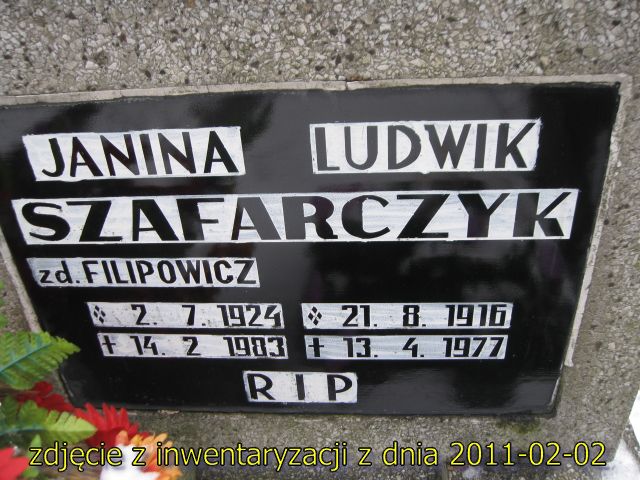 JANINA LUDWIK
SZAFARCZYK
zd. FILIPOWICZ
2. 7. 1924 21. 8. 1916
† 14. 2 1983 † 13. 4. 1977
RIP
zdjęcie z inwentaryzacji z dnia 2011-02-02